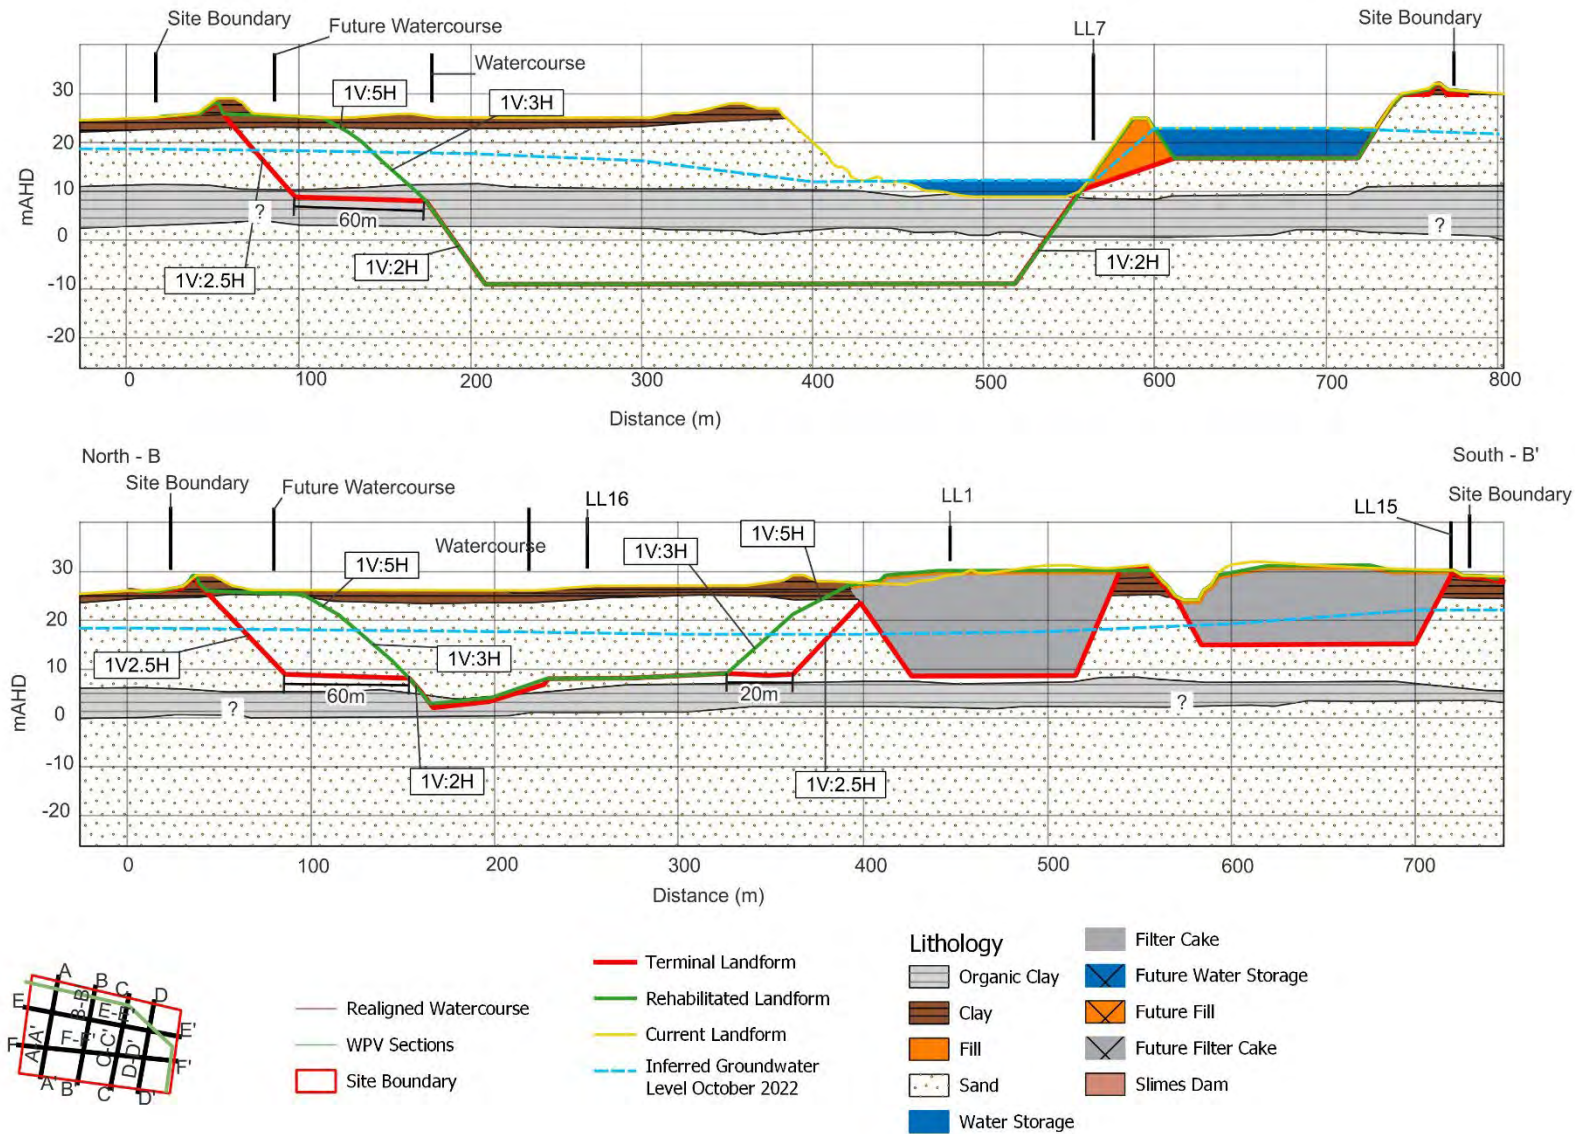 Site Boundary
Future Watercourse
Watercourse
LL7
Site Boundary
1V:5H
1V:3H
30
20
10
0
-10
-20
mAHD
?
60m
1V:2.5H
1V:2H
1V:2H
?
0
100
200
300
400
500
600
700
800
Distance (m)
North - B
South - B'
Site Boundary
Future Watercourse
Watercourse
LL16
LL1
LL15
Site Boundary
1V:5H
1V:3H
1V:5H
30
20
10
0
-10
-20
mAHD
1V2.5H
1V:3H
60m
20m
?
?
1V:2H
1V:2.5H
0
100
200
300
400
500
600
700
Distance (m)
A
B
C
D
E
B-B'
E-E'
E'
F
A-A'
F-F'
C-C'
D-D'
F'
A'
B'
C'
D'
Realigned Watercourse
WPV Sections
Site Boundary
Terminal Landform
Rehabilitated Landform
Current Landform
Inferred Groundwater
Level October 2022
Lithology
Organic Clay
Clay
Fill
Sand
Water Storage
Filter Cake
Future Water Storage
Future Fill
Future Filter Cake
Slimes Dam